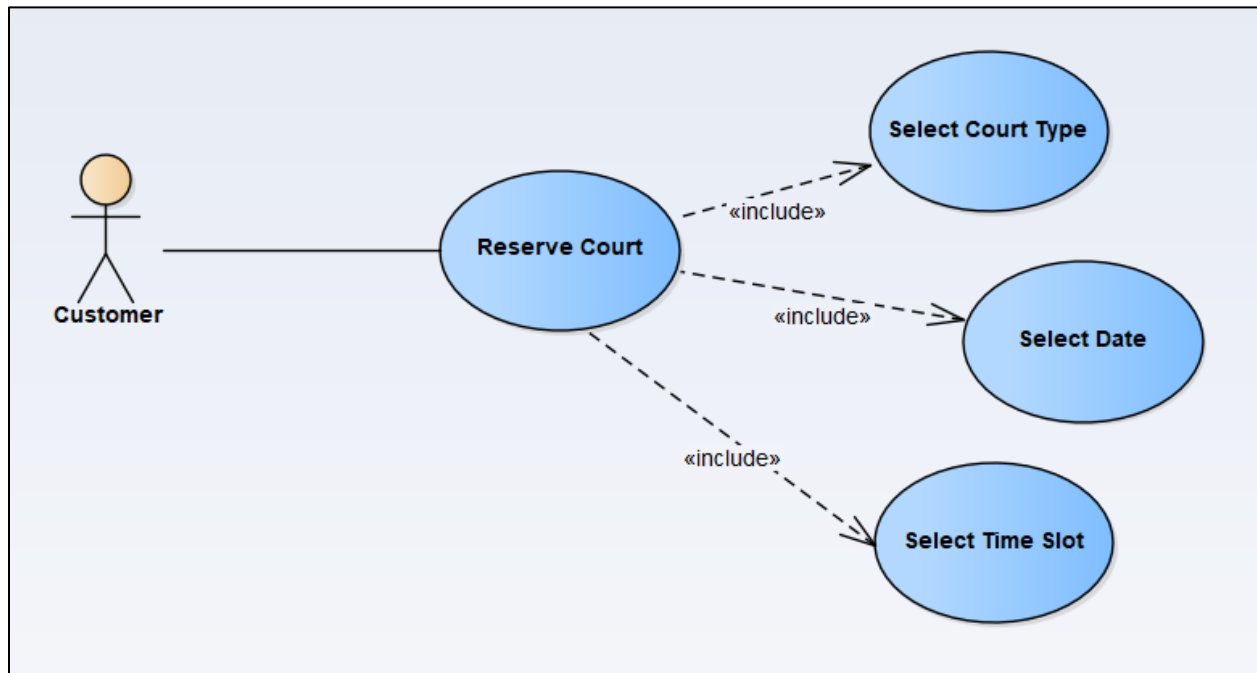 Select Court Type
«include»
Reserve Court
Customer
«include»
Select Date
«include»
Select Time Slot